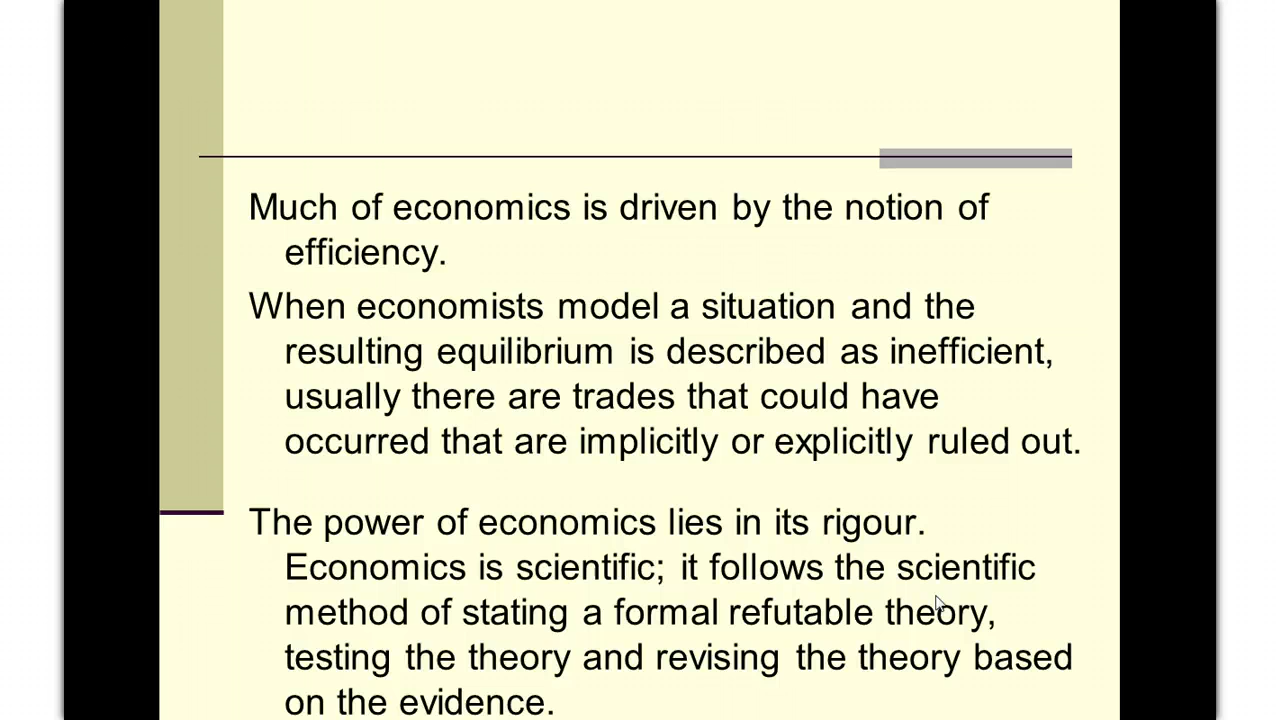 Much of economics is driven by the notion of
efficiency.
When economists model a situation and the
resulting equilibrium is described as inefficient,
usually there are trades that could have
occurred that are implicitly or explicitly ruled out.
The power of economics lies in its rigour.
Economics is scientific; it follows the scientific
method of stating a formal refutable theory,
testing the theory and revising the theory based
on the evidence.